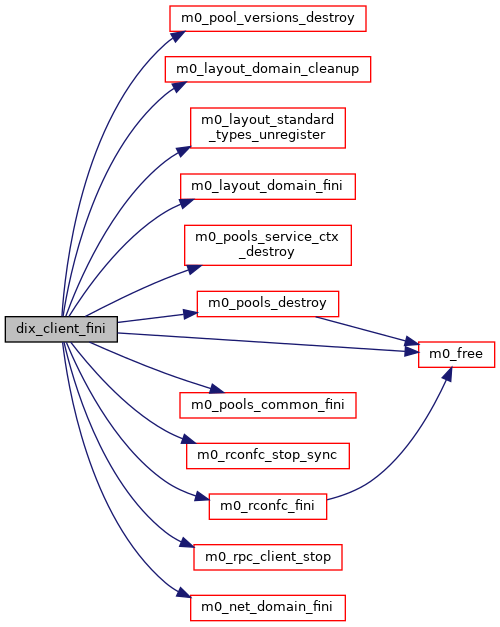 m0_pool_versions_destroy
m0_layout_domain_cleanup
m0_layout_standard
_types_unregister
m0_layout_domain_fini
m0_pools_service_ctx
_destroy
m0_pools_destroy
dix_client_fini
m0_free
m0_pools_common_fini
m0_rconfc_stop_sync
m0_rconfc_fini
m0_rpc_client_stop
m0_net_domain_fini